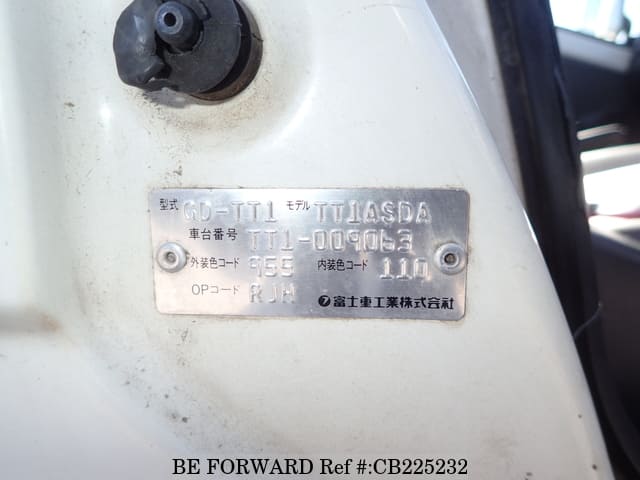 型式 GD-TT1 モデル TT1ASDA
車台番号 TT1-009063
外装色コード 955 内装色コード 110
OPコード RJH 富士重工業株式会社
BE FORWARD Ref #:CB225232